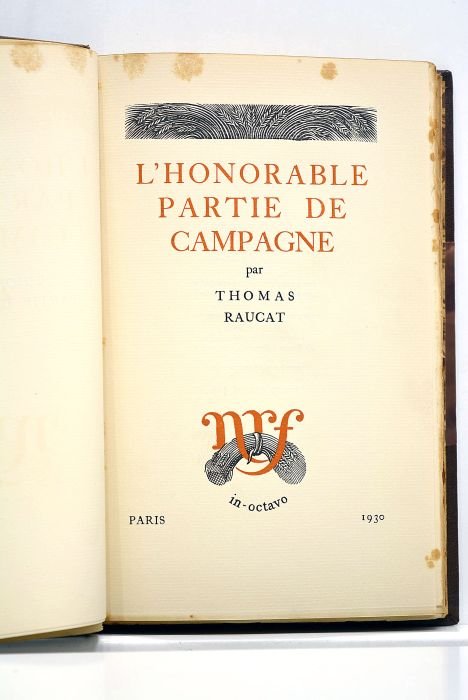 L'HONORABLE
PARTIE DE
CAMPAGNE
par
THOMAS
RAUCAT
nrf
in-octavo
PARIS 1930